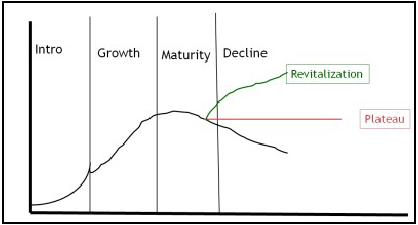 Intro
Growth
Maturity
Decline
Revitalization
Plateau